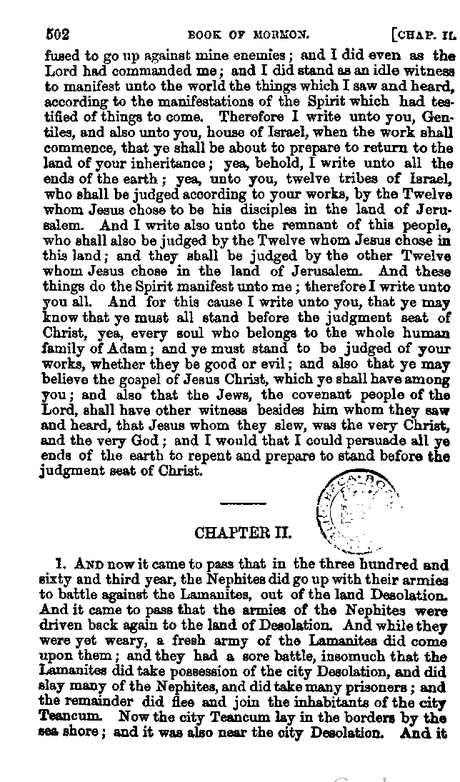 502 BOOK OF MORMON. [CHAP. II.
fused to go up against mine enemies; and I did even as the
Lord had commanded me; and I did stand as an idle witness
to manifest unto the world the things which I saw and heard,
according to the manifestations of the Spirit which had tes-
tified of things to come. Therefore I write unto you, Gen-
tiles, and also unto you, house of Israel, when the work shall
commence, that ye shall be about to prepare to return to the
land of your inheritance; yea, behold, I write unto all the
ends of the earth; yea, unto you, twelve tribes of Israel,
who shall be judged according to your works, by the Twelve
whom Jesus chose to be his disciples in the land of Jeru-
salem. And I write also unto the remnant of this people,
who shall also be judged by the Twelve whom Jesus chose in
this land; and they shall be judged by the other Twelve
whom Jesus chose in the land of Jerusalem. And these
things do the Spirit manifest unto me; therefore I write unto
you all. And for this cause I write unto you, that ye may
know that ye must all stand before the judgment seat of
Christ, yea, every soul who belongs to the whole human
family of Adam; and ye must stand to be judged of your
works, whether they be good or evil; and also that ye may
believe the gospel of Jesus Christ, which ye shall have among
you; and also that the Jews, the covenant people of the
Lord, shall have other witness besides him whom they saw
and heard, that Jesus whom they slew, was the very Christ,
and the very God; and I would that I could persuade all ye
ends of the earth to repent and prepare to stand before the
judgment seat of Christ.
CHAPTER II.
1. AND now it came to pass that in the three hundred and
sixty and third year, the Nephites did go up with their armies
to battle against the Lamanites, out of the land Desolation.
And it came to pass that the armies of the Nephites were
driven back again to the land of Desolation. And while they
were yet weary, a fresh army of the Lamanites did come
upon them; and they had a sore battle, insomuch that the
Lamanites did take possession of the city Desolation, and did
slay many of the Nephites, and did take many prisoners; and
the remainder did flee and join the inhabitants of the city
Teancum. Now the city Teancum lay in the borders by the
sea shore; and it was also near the city Desolation. And it